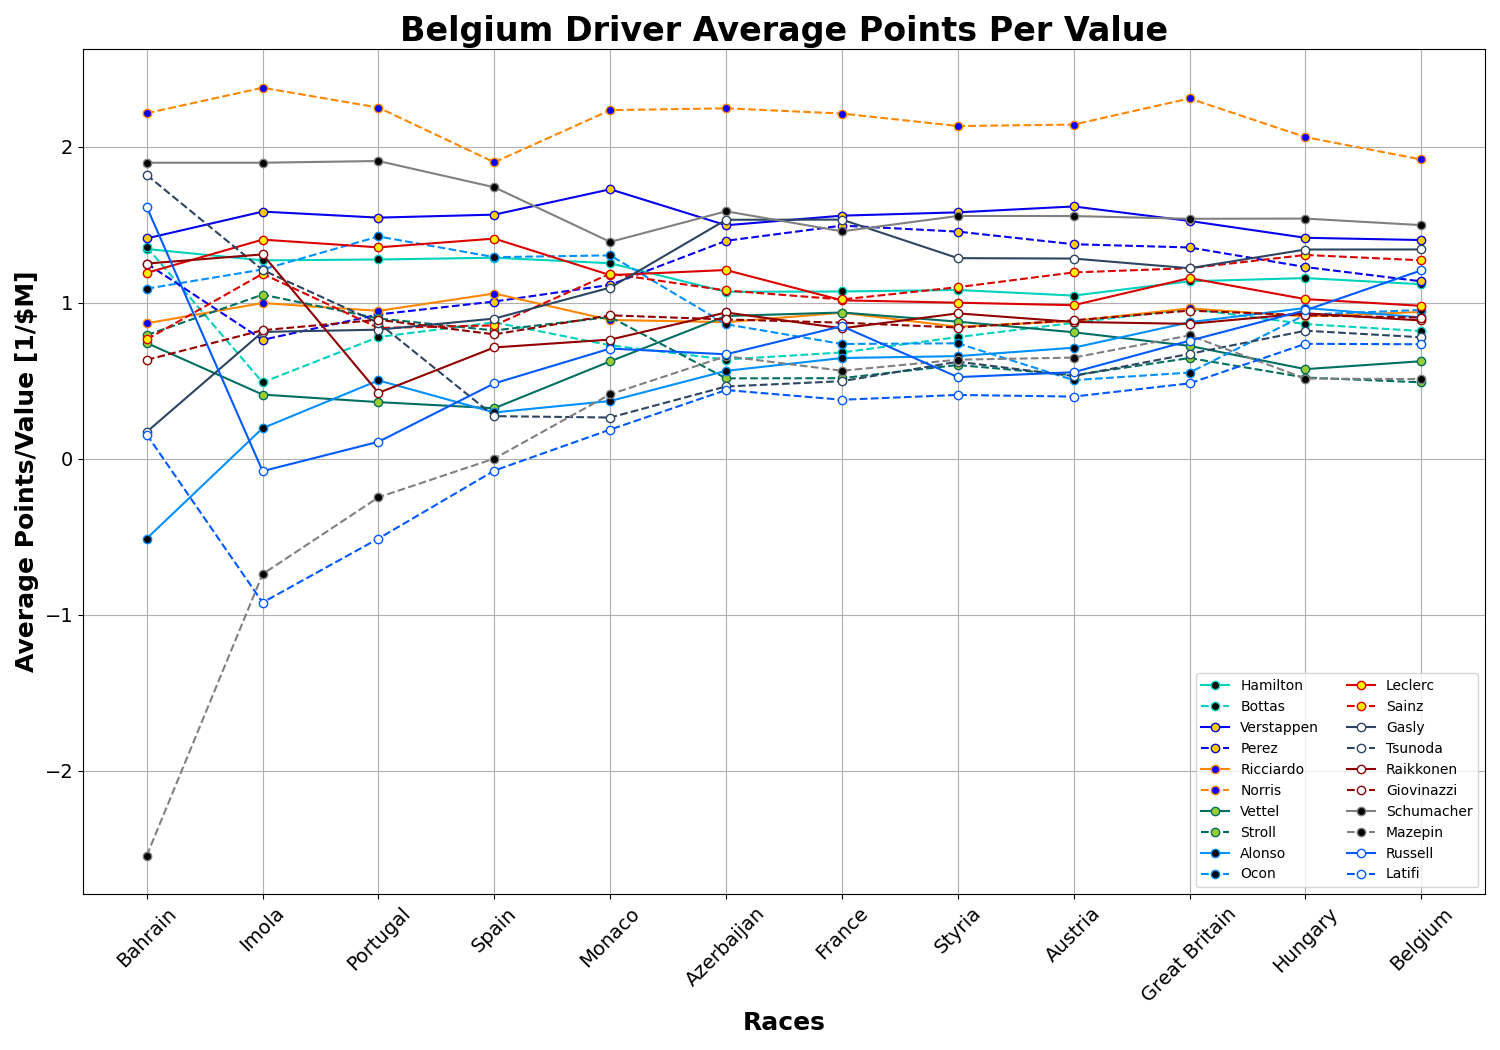 Belgium Driver Average Points Per Value
Average Points/Value [1/$M]
2
1
0
−1
−2
Hamilton
Bottas
Verstappen
Perez
Ricciardo
Norris
Vettel
Stroll
Alonso
Ocon
Leclerc
Sainz
Gasly
Tsunoda
Raikkonen
Giovinazzi
Schumacher
Mazepin
Russell
Latifi
Bahrain
Imola
Portugal
Spain
Monaco
Azerbaijan
France
Styria
Austria
Great Britain
Hungary
Belgium
Races